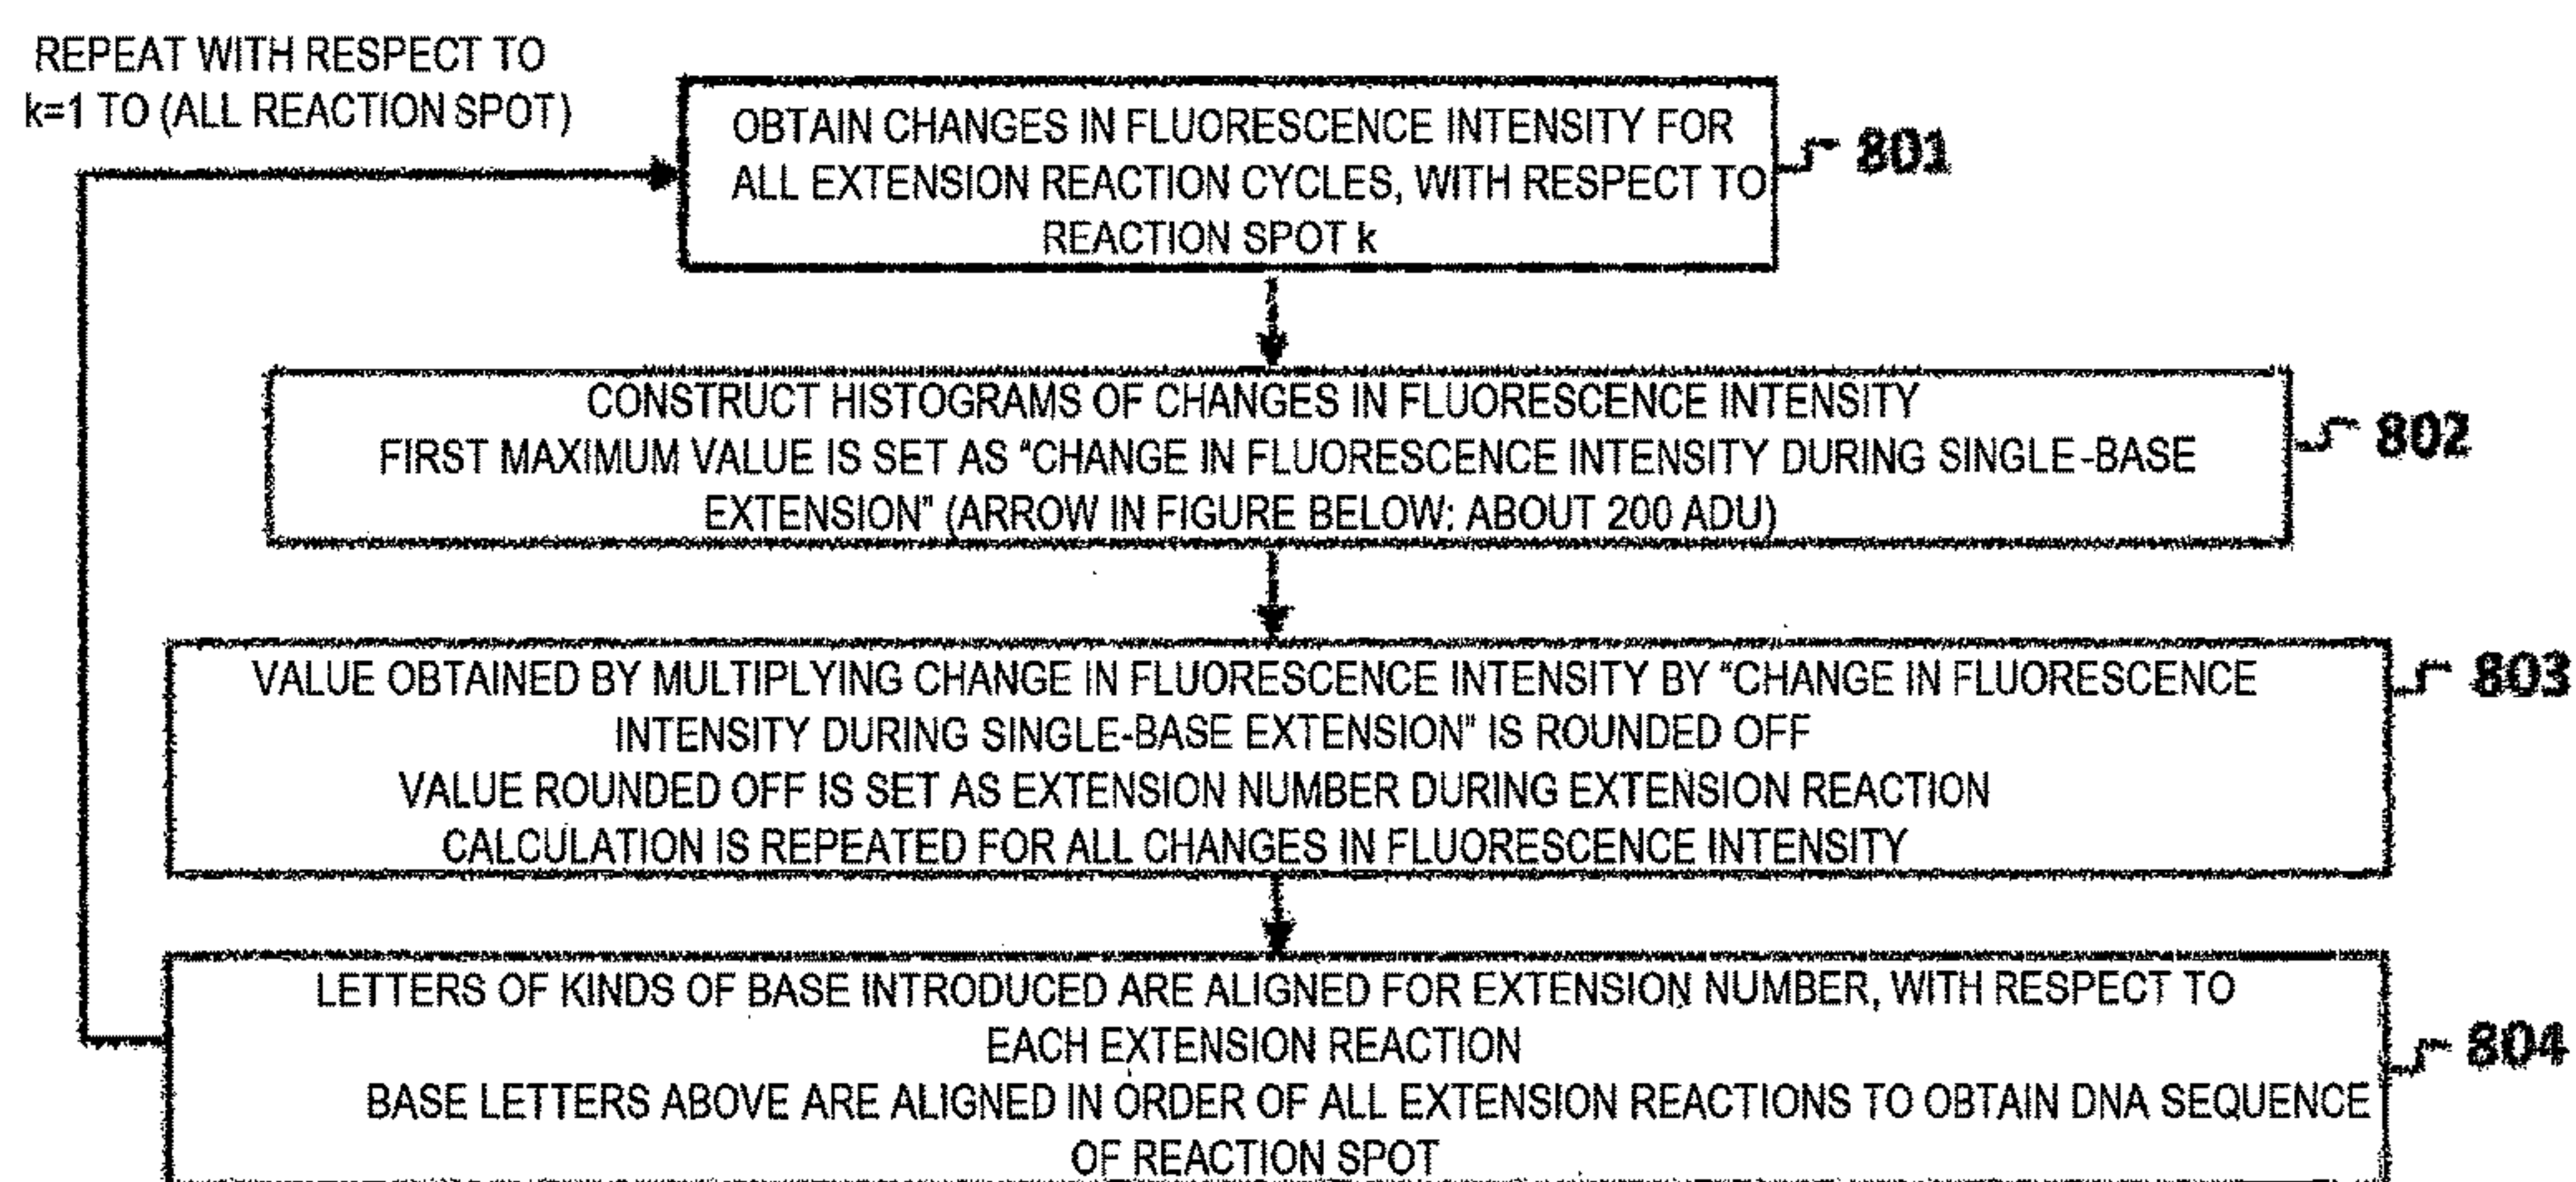 REPEAT WITH RESPECT TO
k=1 TO (ALL REACTION SPOT)
OBTAIN CHANGES IN FLUORESCENCE INTENSITY FOR
ALL EXTENSION REACTION CYCLES, WITH RESPECT TO
REACTION SPOT k
801
CONSTRUCT HISTOGRAMS OF CHANGES IN FLUORESCENCE INTENSITY
FIRST MAXIMUM VALUE IS SET AS "CHANGE IN FLUORESCENCE INTENSITY DURING SINGLE-BASE
EXTENSION" (ARROW IN FIGURE BELOW: ABOUT 200 ADU)
802
VALUE OBTAINED BY MULTIPLYING CHANGE IN FLUORESCENCE INTENSITY BY "CHANGE IN FLUORESCENCE
INTENSITY DURING SINGLE-BASE EXTENSION" IS ROUNDED OFF
VALUE ROUNDED OFF IS SET AS EXTENSION NUMBER DURING EXTENSION REACTION
CALCULATION IS REPEATED FOR ALL CHANGES IN FLUORESCENCE INTENSITY
803
LETTERS OF KINDS OF BASE INTRODUCED ARE ALIGNED FOR EXTENSION NUMBER, WITH RESPECT TO
EACH EXTENSION REACTION
BASE LETTERS ABOVE ARE ALIGNED IN ORDER OF ALL EXTENSION REACTIONS TO OBTAIN DNA SEQUENCE
OF REACTION SPOT
804